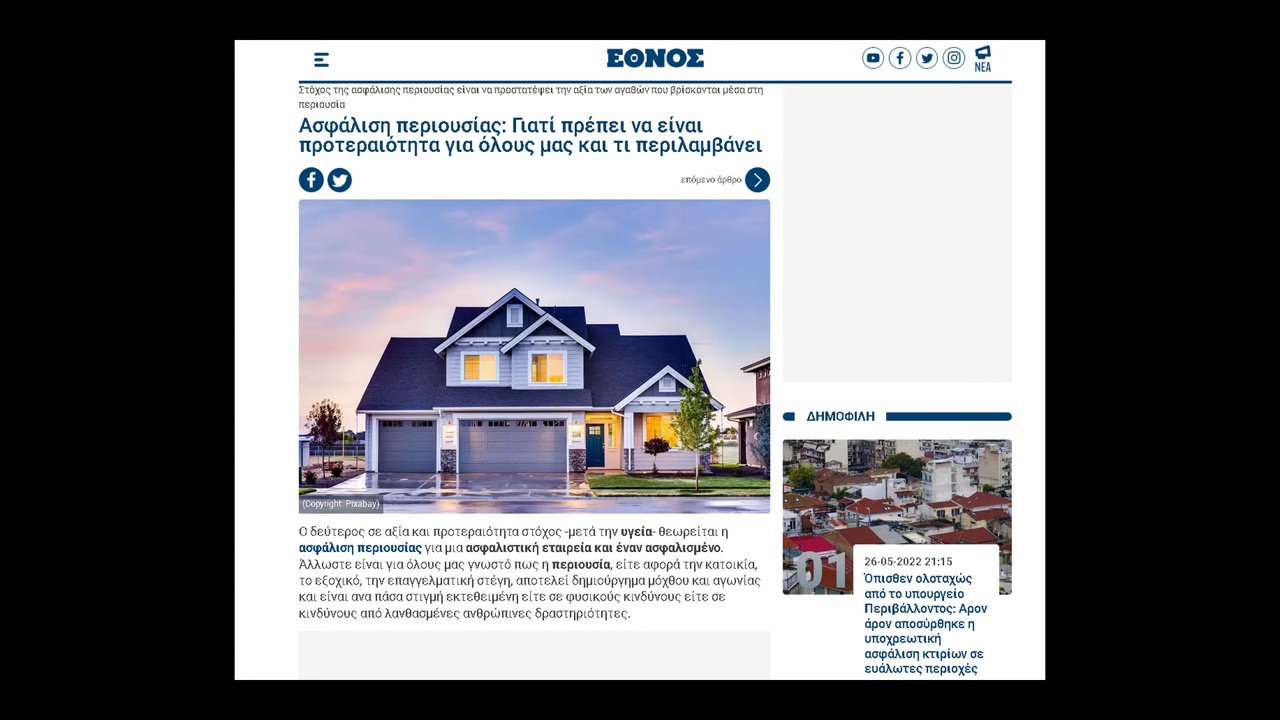 ΕΘΝΟΣ
ΝΕΑ
Στόχος της ασφάλισης περιουσίας είναι να προστατέψει την αξία των αγαθών που βρίσκονται μέσα στη
περιουσία
Ασφάλιση περιουσίας: Γιατί πρέπει να είναι
προτεραιότητα για όλους μας και τι περιλαμβάνει
επόμενο άρθρο
(Copyright: Pixabay)
Ο δεύτερος σε αξία και προτεραιότητα στόχος -μετά την υγεία- θεωρείται η
ασφάλιση περιουσίας για μια ασφαλιστική εταιρεία και έναν ασφαλισμένο.
Άλλωστε είναι για όλους μας γνωστό πως η περιουσία, είτε αφορά την κατοικία,
το εξοχικό, την επαγγελματική στέγη, αποτελεί δημιούργημα μόχθου και αγωνίας
και είναι ανα πάσα στιγμή εκτεθειμένη είτε σε φυσικούς κινδύνους είτε σε
κινδύνους από λανθασμένες ανθρώπινες δραστηριότητες.
ΔΗΜΟΦΙΛΗ
01
26-05-2022 21:15
Όπισθεν ολοταχώς
από το υπουργείο
Περιβάλλοντος: Αρον
άρον αποσύρθηκε η
υποχρεωτική
ασφάλιση κτιρίων σε
ευάλωτες περιοχές